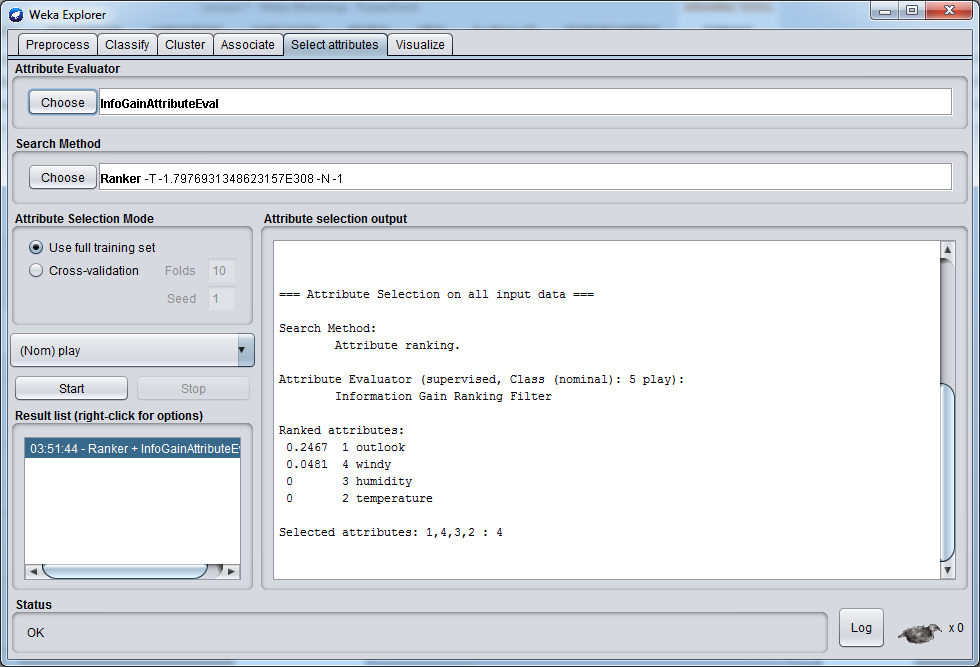 Weka Explorer
Preprocess Classify Cluster Associate Select attributes Visualize
Attribute Evaluator
Choose InfoGainAttributeEval
Search Method
Choose Ranker -T -1.7976931348623157E308 -N -1
Attribute Selection Mode
Use full training set
Cross-validation Folds 10
Seed 1
(Nom) play
Start Stop
Result list (right-click for options)
03:51:44 - Ranker + InfoGainAttributeEv
Attribute selection output
=== Attribute Selection on all input data ===
Search Method:
Attribute ranking.
Attribute Evaluator (supervised, Class (nominal): 5 play):
Information Gain Ranking Filter
Ranked attributes:
0.2467 1 outlook
0.0481 4 windy
0 3 humidity
0 2 temperature
Selected attributes: 1,4,3,2 : 4
Status
OK
Log x 0